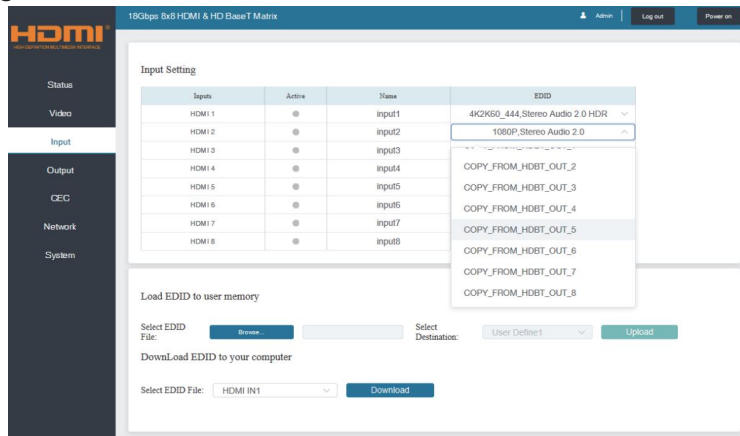 18Gbps 8x8 HDMI & HD BaseT Matrix
Admin
Log out
Power on
HDMI
HIGH-DEFINITION MULTIMEDIA INTERFACE
Status
Video
Input
Output
CEC
Network
System
Input Setting
Inputs Active Name EDID
HDMI 1 input1 4K2K60_444,Stereo Audio 2.0 HDR
HDMI 2 input2 1080P,Stereo Audio 2.0
HDMI 3 input3
HDMI 4 input4 COPY_FROM_HDBT_OUT_2
HDMI 5 input5 COPY_FROM_HDBT_OUT_3
HDMI 6 input6 COPY_FROM_HDBT_OUT_4
HDMI 7 input7 COPY_FROM_HDBT_OUT_5
HDMI 8 input8 COPY_FROM_HDBT_OUT_6
COPY_FROM_HDBT_OUT_7
COPY_FROM_HDBT_OUT_8
Load EDID to user memory
Select EDID
File:
Browse...
Select
Destination:
User Define1
Upload
DownLoad EDID to your computer
Select EDID File: HDMI IN1 Download